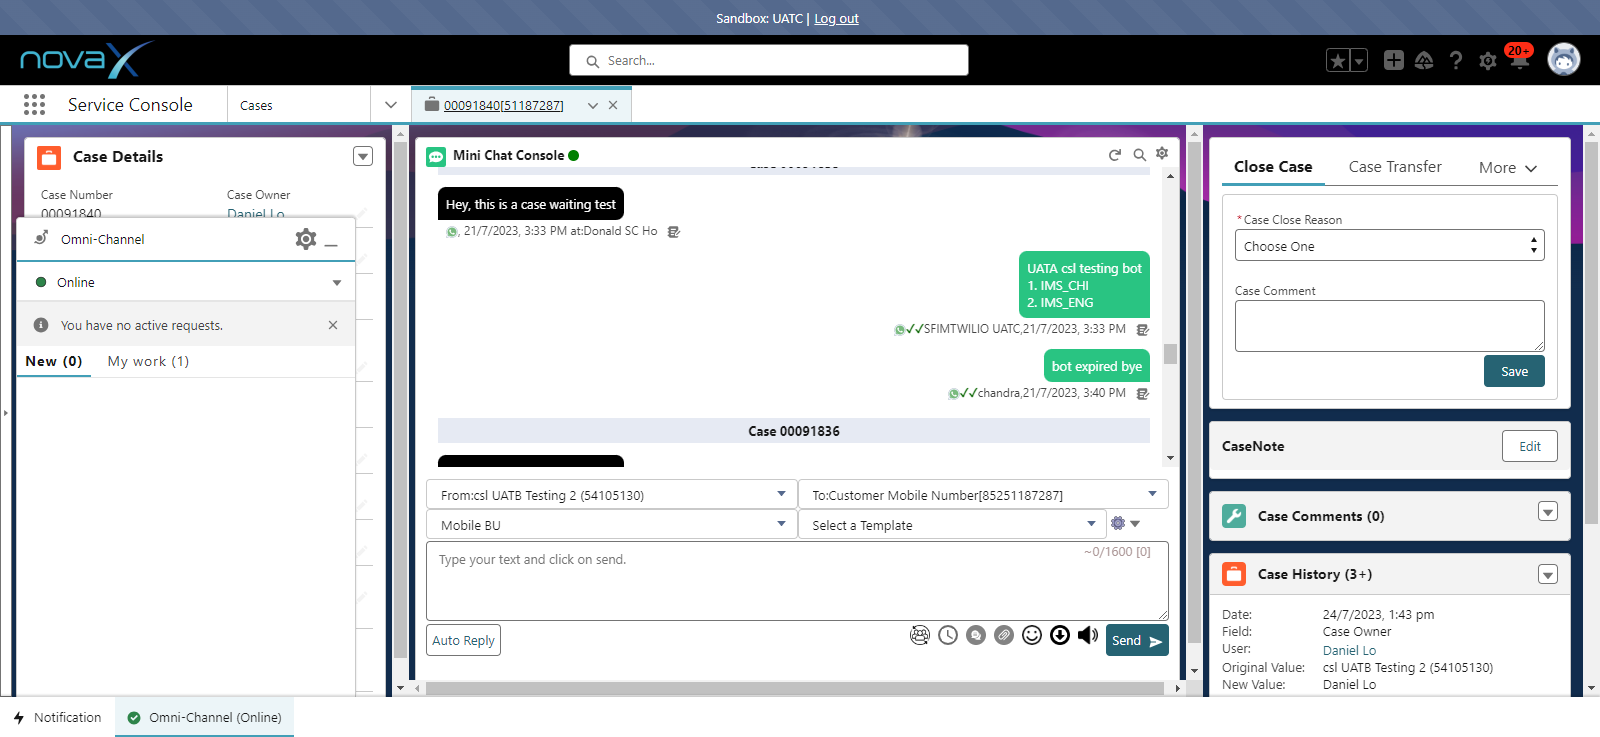 Sandbox: UATC | Log out
novaX
Search...
20+
Service Console
Cases
00091840[51187287]
Case Details
Case Number
Case Owner
00091840
Daniel Lo
Omni-Channel
Online
You have no active requests.
New (0)
My work (1)
Mini Chat Console
Hey, this is a case waiting test
, 21/7/2023, 3:33 PM at:Donald SC Ho
UATA csl testing bot
1. IMS_CHI
2. IMS_ENG
SFIMTWILIO UATC,21/7/2023, 3:33 PM
bot expired bye
chandra,21/7/2023, 3:40 PM
Case 00091836
From:csl UATB Testing 2 (54105130)
To:Customer Mobile Number[85251187287]
Mobile BU
Select a Template
Type your text and click on send.
~0/1600 [0]
Auto Reply
Send
Close Case
Case Transfer
More
*Case Close Reason
Choose One
Case Comment
Save
CaseNote
Edit
Case Comments (0)
Case History (3+)
Date: 24/7/2023, 1:43 pm
Field: Case Owner
User: Daniel Lo
Original Value: csl UATB Testing 2 (54105130)
New Value: Daniel Lo
Notification
Omni-Channel (Online)